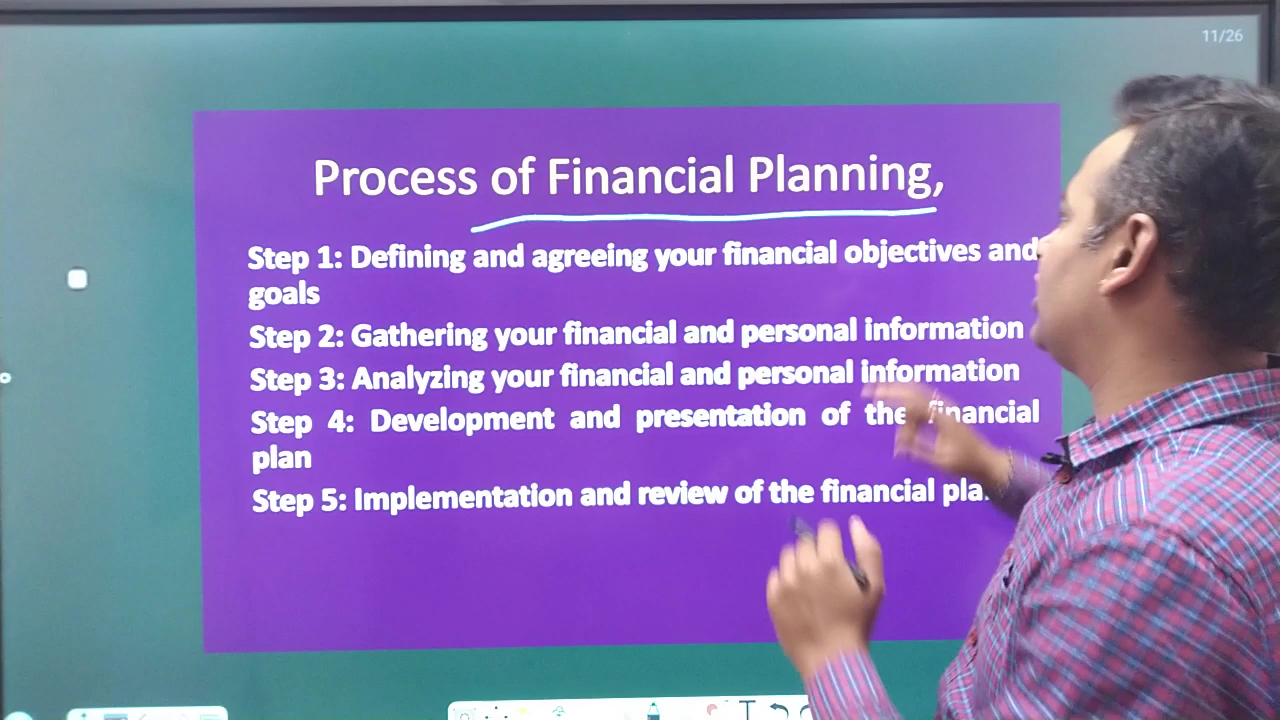 11/26
Process of Financial Planning,
Step 1: Defining and agreeing your financial objectives and
goals
Step 2: Gathering your financial and personal information
Step 3: Analyzing your financial and personal information
Step 4: Development and presentation of the financial
plan
Step 5: Implementation and review of the financial
T